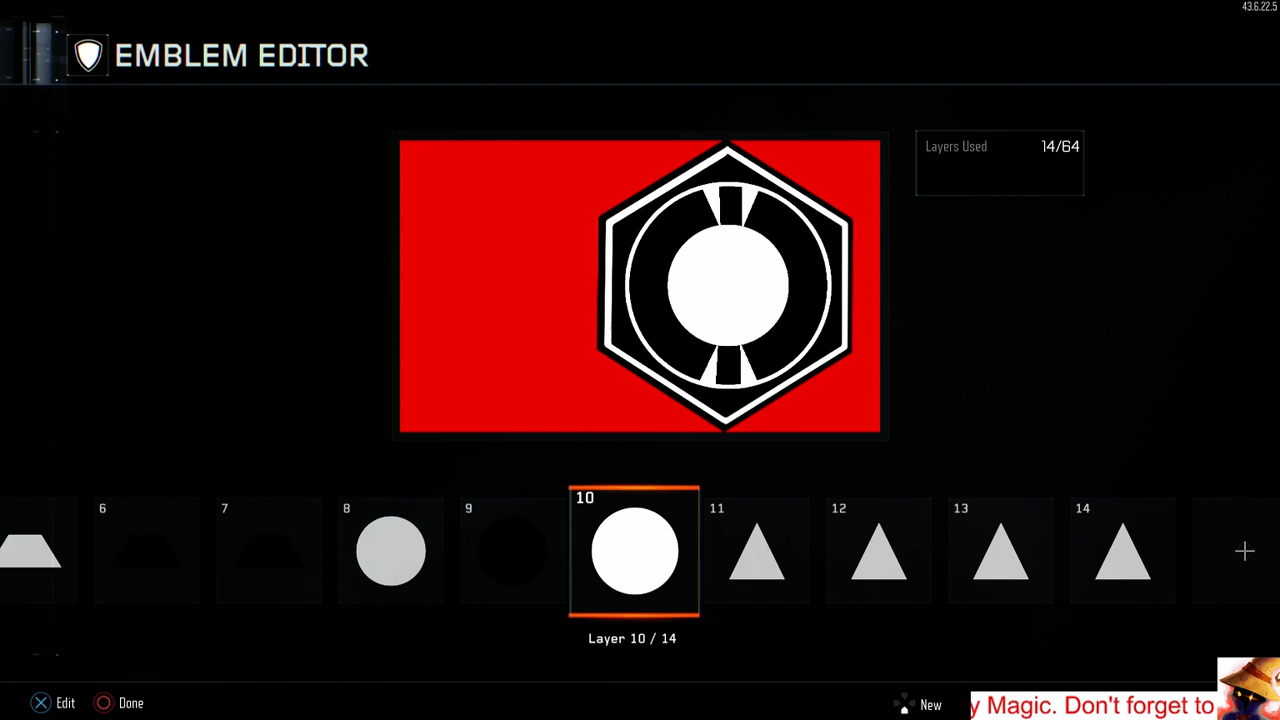 43.6.22.5
EMBLEM EDITOR
Layers Used 14/64
6 7 8 9 10 11 12 13 14
Layer 10 / 14
Edit Done New
y Magic. Don't forget to